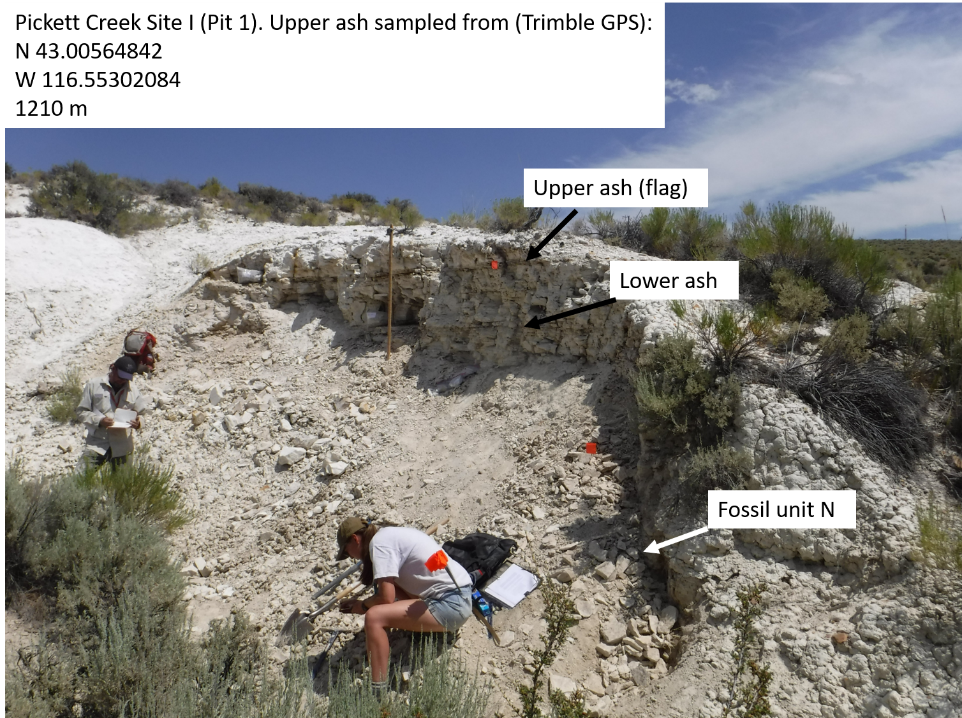 Pickett Creek Site I (Pit 1). Upper ash sampled from (Trimble GPS):
N 43.00564842
W 116.55302084
1210 m
Upper ash (flag)
Lower ash
Fossil unit N